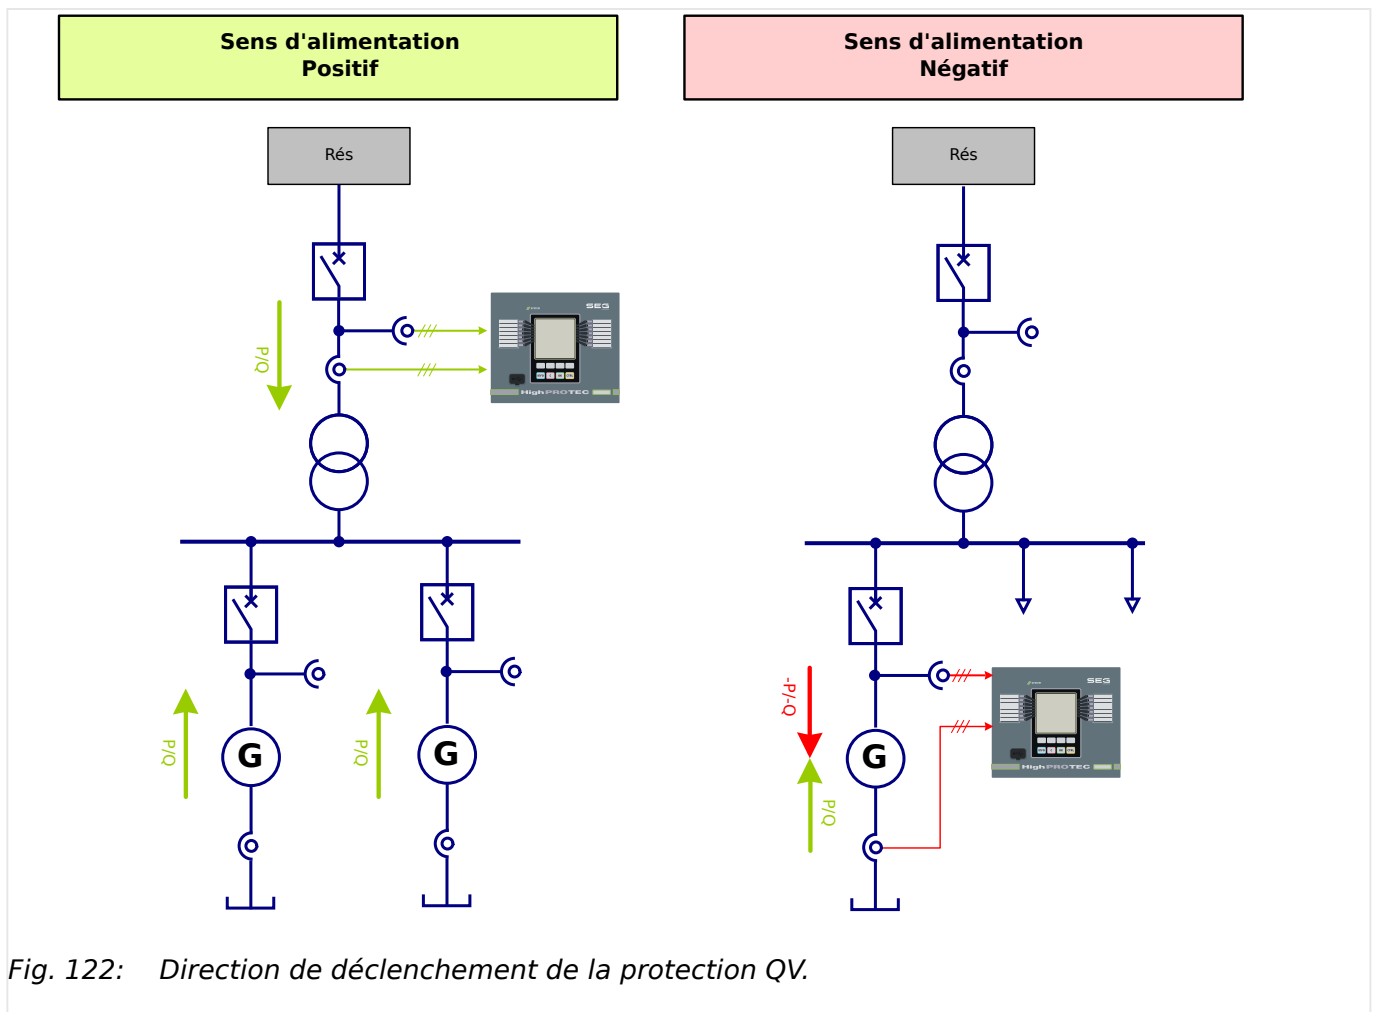 Sens d'alimentation
Positif
Sens d'alimentation
Négatif
Rés
Rés
P/Q
SEG
HighPROTEC
P/Q
G
P/Q
G
-P/-Q
P/Q
G
SEG
HighPROTEC
Fig. 122: Direction de déclenchement de la protection QV.